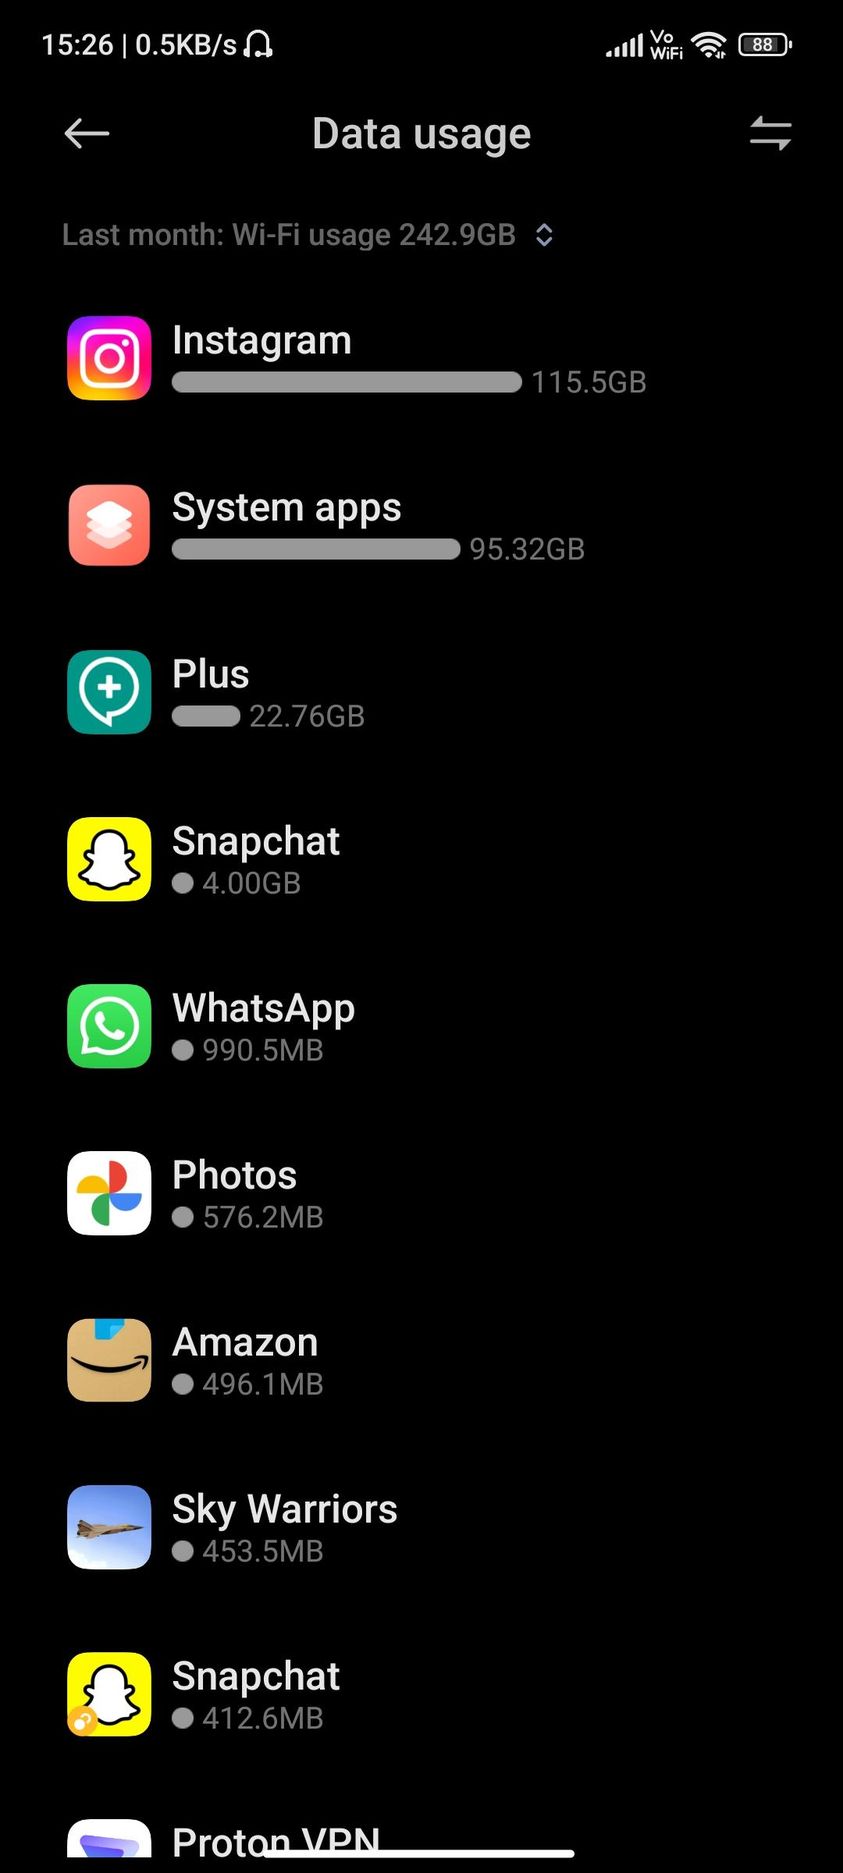 15:26 | 0.5KB/s
Vo
WiFi
88
Data usage
Last month: Wi-Fi usage 242.9GB
Instagram
115.5GB
System apps
95.32GB
Plus
22.76GB
Snapchat
4.00GB
WhatsApp
990.5MB
Photos
576.2MB
Amazon
496.1MB
Sky Warriors
453.5MB
Snapchat
412.6MB
Proton VPN